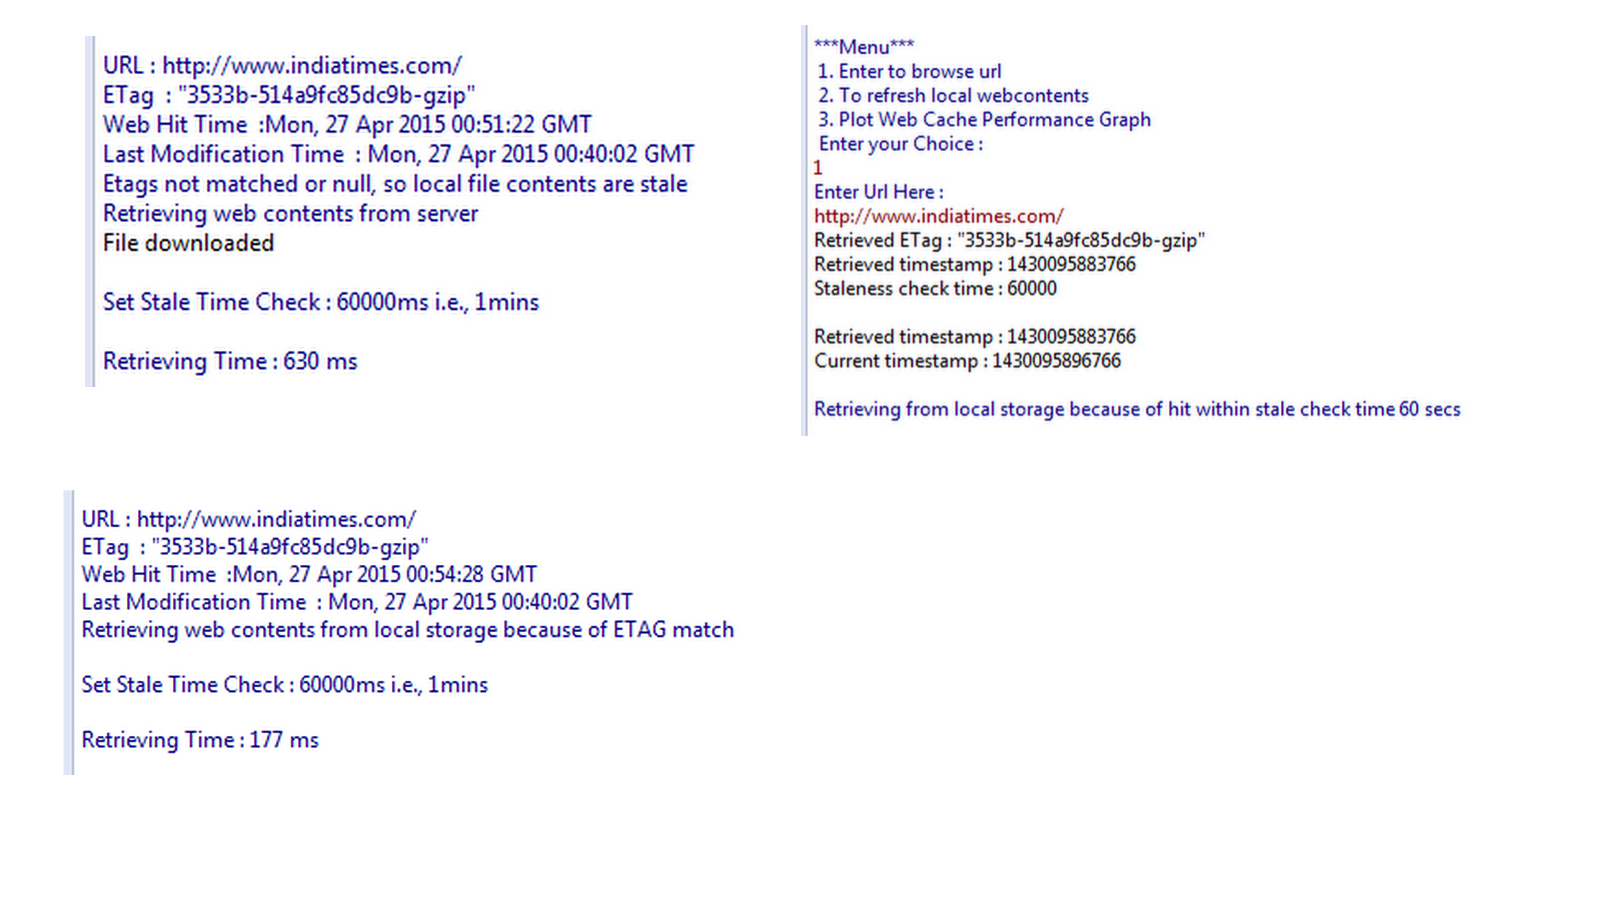 URL : http://www.indiatimes.com/
ETag  : "3533b-514a9fc85dc9b-gzip"
Web Hit Time  :Mon, 27 Apr 2015 00:51:22 GMT
Last Modification Time  : Mon, 27 Apr 2015 00:40:02 GMT
Etags not matched or null, so local file contents are stale
Retrieving web contents from server
File downloaded
Set Stale Time Check : 60000ms i.e., 1mins
Retrieving Time : 630 ms
***Menu***
1. Enter to browse url
2. To refresh local webcontents
3. Plot Web Cache Performance Graph
Enter your Choice :
1
Enter Url Here :
http://www.indiatimes.com/
Retrieved ETag : "3533b-514a9fc85dc9b-gzip"
Retrieved timestamp : 1430095883766
Staleness check time : 60000
Retrieved timestamp : 1430095883766
Current timestamp : 1430095896766
Retrieving from local storage because of hit within stale check time 60 secs
URL : http://www.indiatimes.com/
ETag  : "3533b-514a9fc85dc9b-gzip"
Web Hit Time  :Mon, 27 Apr 2015 00:54:28 GMT
Last Modification Time  : Mon, 27 Apr 2015 00:40:02 GMT
Retrieving web contents from local storage because of ETAG match
Set Stale Time Check : 60000ms i.e., 1mins
Retrieving Time : 177 ms